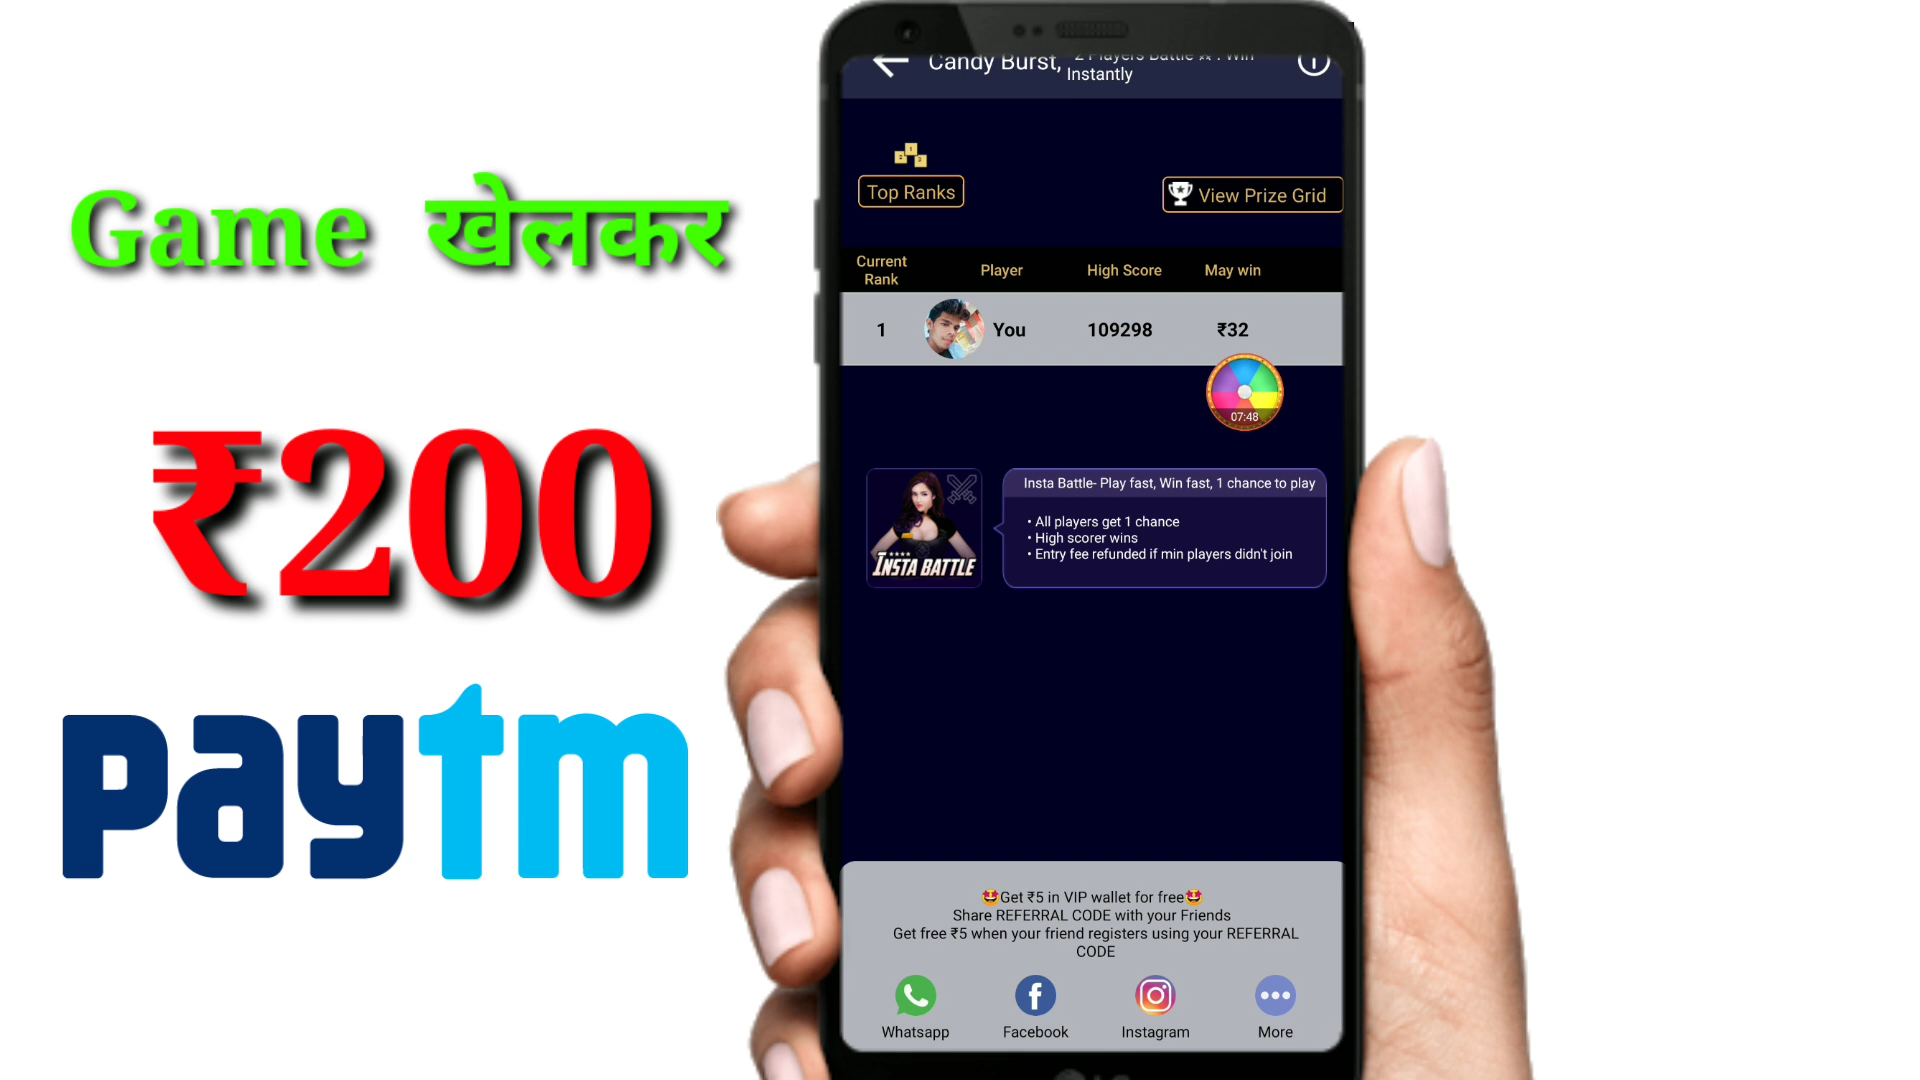 Game खेलकर
₹200
paytm
Candy Burst, 2 Players Battle ⚔ : Win
Instantly
Top Ranks
View Prize Grid
Current Rank Player High Score May win
1 You 109298 ₹32
07:48
INSTA BATTLE
Insta Battle- Play fast, Win fast, 1 chance to play
• All players get 1 chance
• High scorer wins
• Entry fee refunded if min players didn't join
🤩Get ₹5 in VIP wallet for free🤩
Share REFERRAL CODE with your Friends
Get free ₹5 when your friend registers using your REFERRAL
CODE
Whatsapp Facebook Instagram More